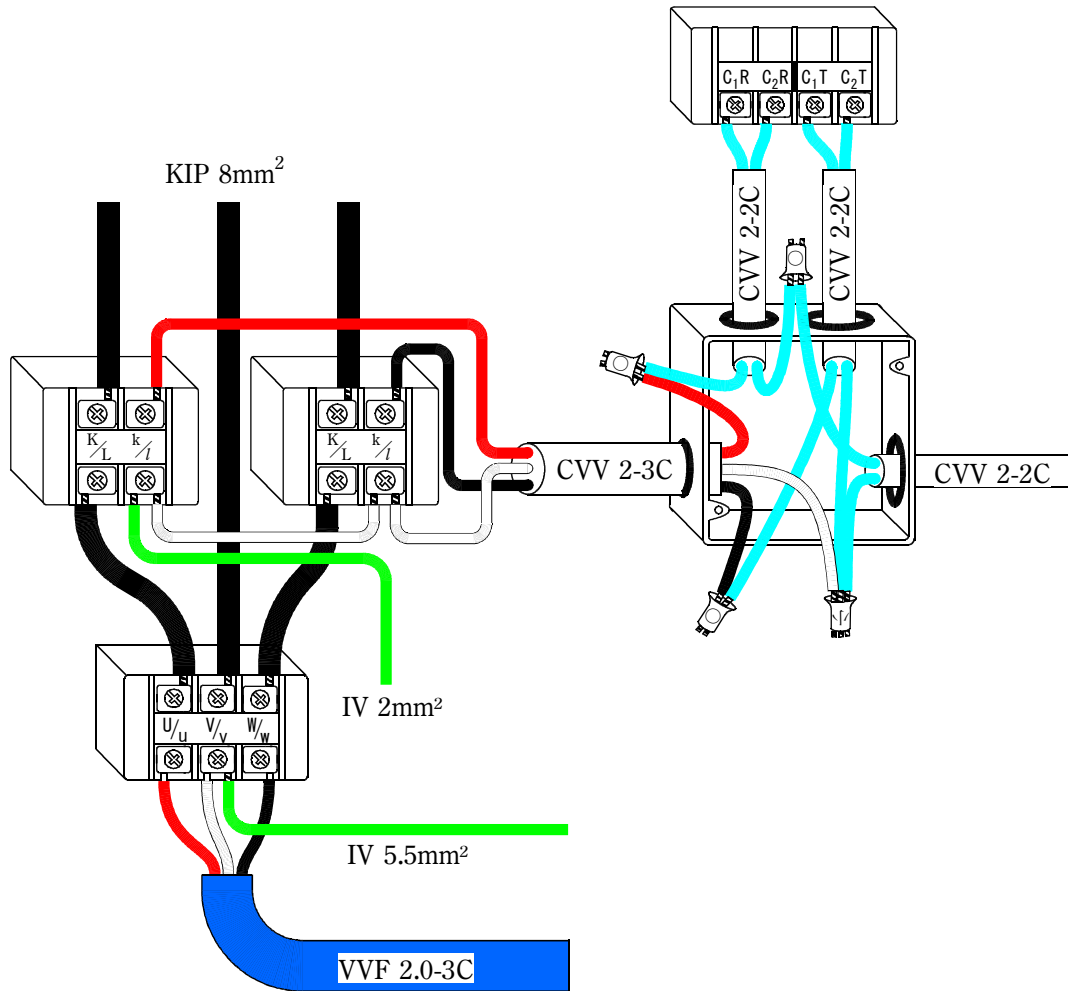 C₁R C₂R C₁T C₂T
KIP 8mm²
CVV 2-2C
CVV 2-2C
K/L k/l
K/L k/l
CVV 2-3C
CVV 2-2C
IV 2mm²
U/u V/v W/w
IV 5.5mm²
VVF 2.0-3C